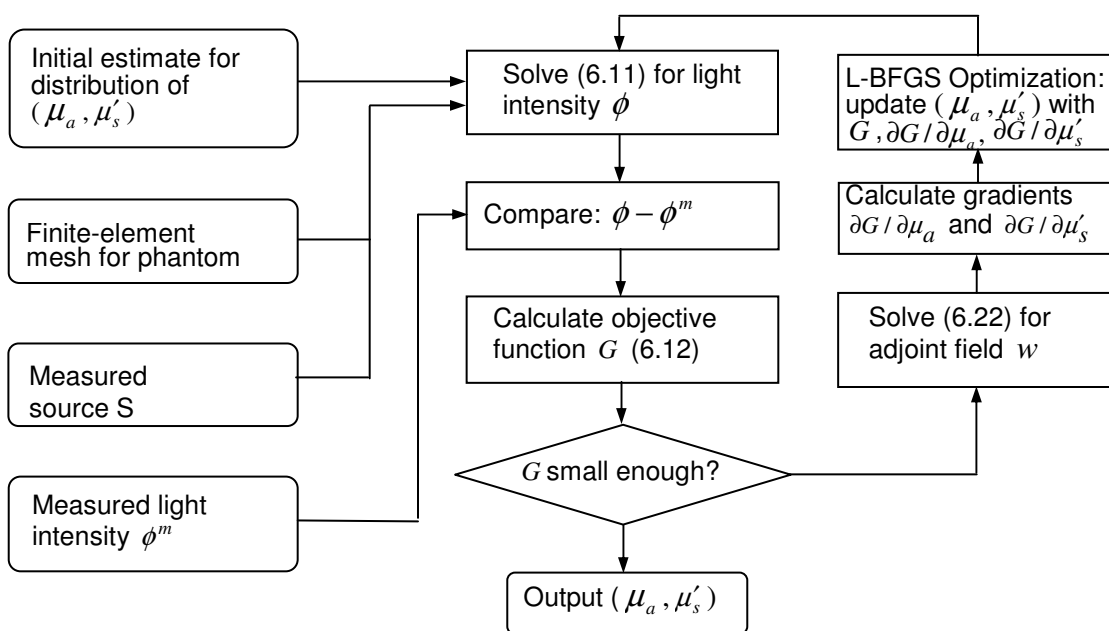 Initial estimate for
distribution of
(μₐ, μ′ₛ)
Finite-element
mesh for phantom
Measured
source S
Measured light
intensity ϕᵐ
Solve (6.11) for light
intensity ϕ
Compare: ϕ − ϕᵐ
Calculate objective
function G (6.12)
G small enough?
Output (μₐ, μ′ₛ)
L-BFGS Optimization:
update (μₐ, μ′ₛ) with
G, ∂G/∂μₐ, ∂G/∂μ′ₛ
Calculate gradients
∂G/∂μₐ and ∂G/∂μ′ₛ
Solve (6.22) for
adjoint field w